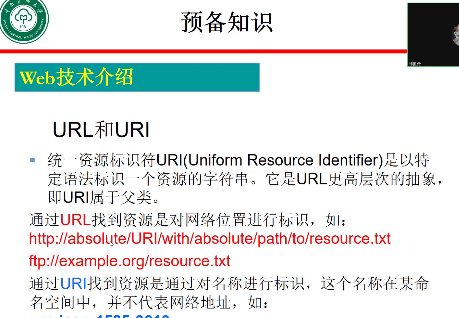 预备知识
Web技术介绍
URL和URI
统一资源标识符URI(Uniform Resource Identifier)是以特
定语法标识一个资源的字符串。它是URL更高层次的抽象，
即URI属于父类。
通过URL找到资源是对网络位置进行标识，如：
http://absolute/URI/with/absolute/path/to/resource.txt
ftp://example.org/resource.txt
通过URI找到资源是通过对名称进行标识，这个名称在某命
名空间中，并不代表网络地址，如：